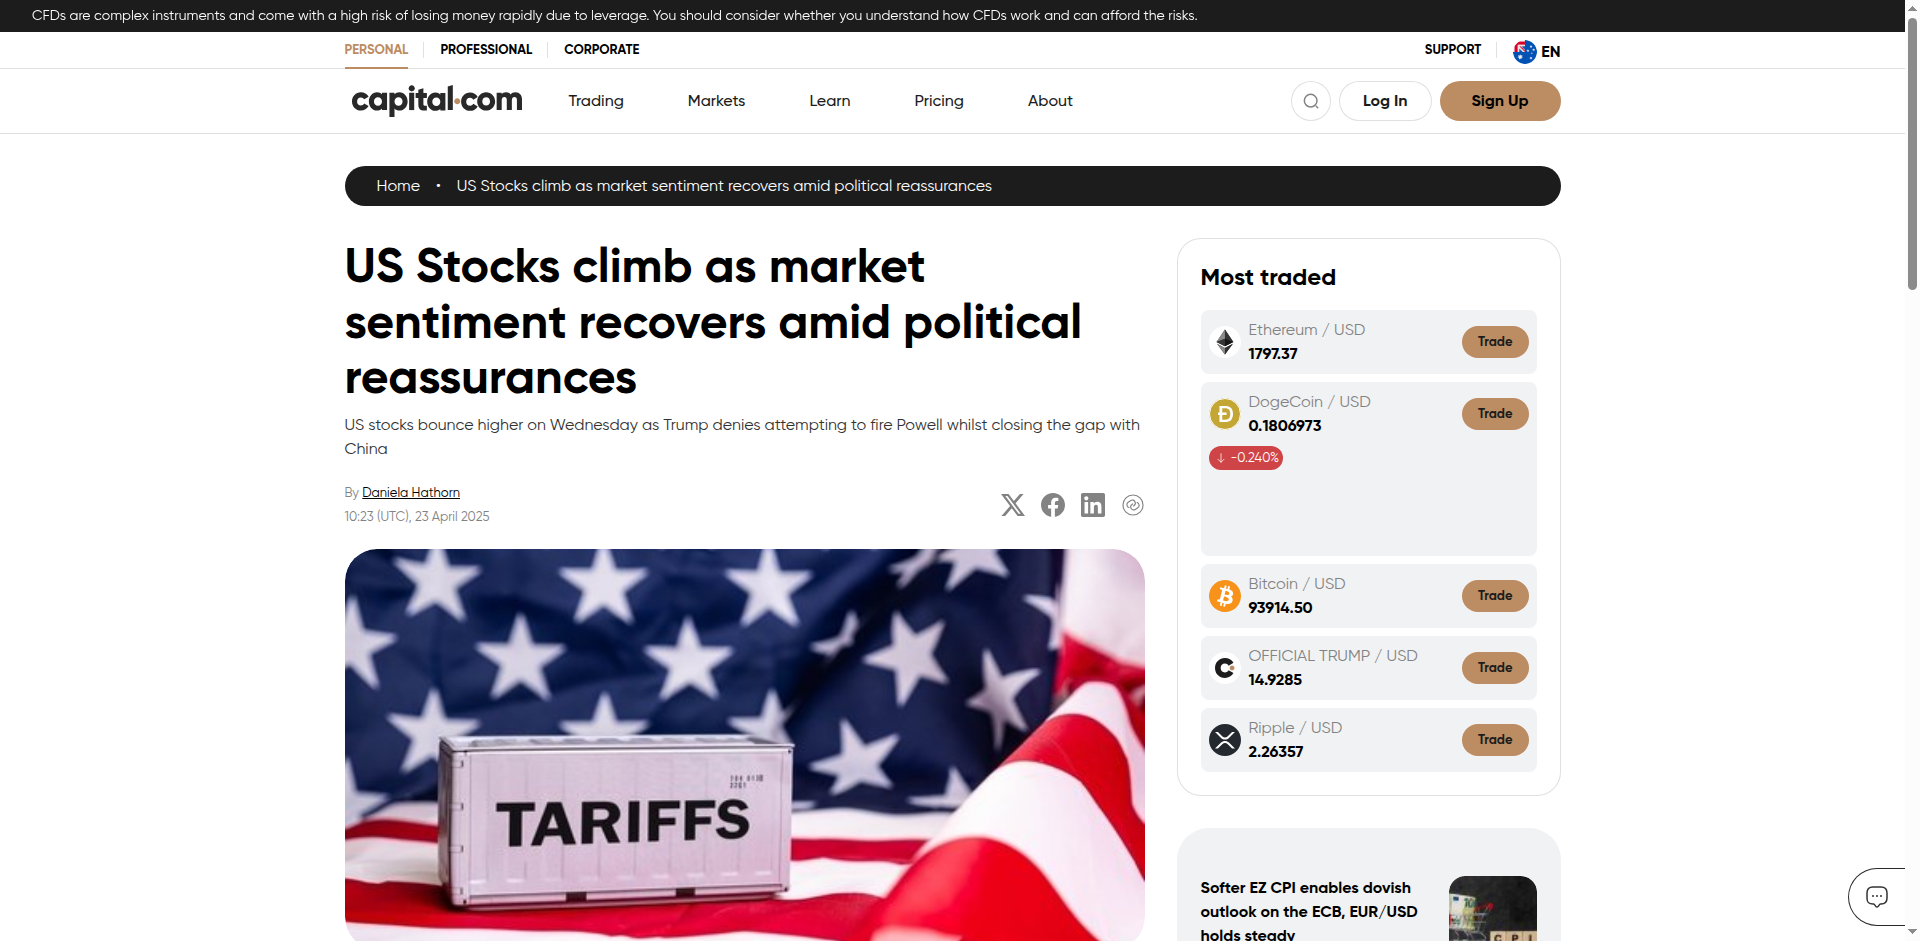 CFDs are complex instruments and come with a high risk of losing money rapidly due to leverage. You should consider whether you understand how CFDs work and can afford the risks.
PERSONAL
PROFESSIONAL
CORPORATE
SUPPORT
EN
capital.com
Trading
Markets
Learn
Pricing
About
Log In
Sign Up
Home • US Stocks climb as market sentiment recovers amid political reassurances
US Stocks climb as market
sentiment recovers amid political
reassurances
US stocks bounce higher on Wednesday as Trump denies attempting to fire Powell whilst closing the gap with
China
By Daniela Hathorn
10:23 (UTC), 23 April 2025
TARIFFS
Most traded
Ethereum / USD
1797.37
Trade
DogeCoin / USD
0.1806973
Trade
↓ -0.240%
Bitcoin / USD
93914.50
Trade
OFFICIAL TRUMP / USD
14.9285
Trade
Ripple / USD
2.26357
Trade
Softer EZ CPI enables dovish
outlook on the ECB, EUR/USD
holds steady
CPI